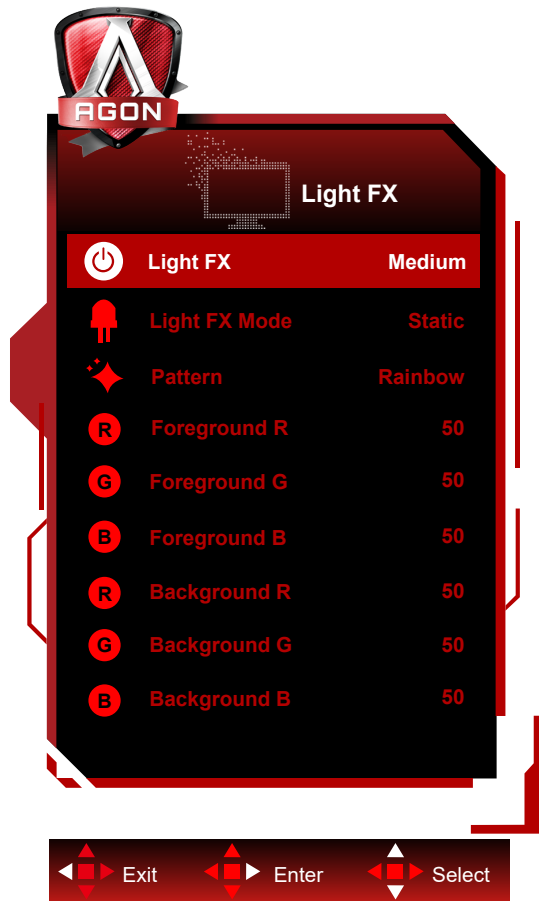 AGON
Light FX
Light FX Medium
Light FX Mode Static
Pattern Rainbow
R Foreground R 50
G Foreground G 50
B Foreground B 50
R Background R 50
G Background G 50
B Background B 50
Exit Enter Select